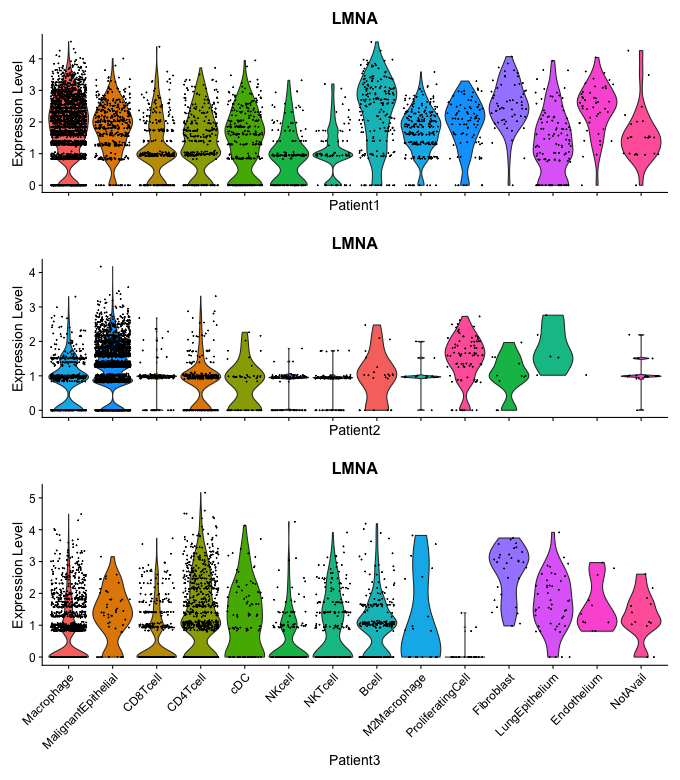 LMNA
Expression Level
4
3
2
1
0
Patient1
LMNA
Expression Level
4
3
2
1
0
Patient2
LMNA
Expression Level
5
4
3
2
1
0
Macrophage
MalignantEpithelial
CD8Tcell
CD4Tcell
cDC
NKcell
NKTcell
Bcell
M2Macrophage
ProliferatingCell
Fibroblast
LungEpithelium
Endothelium
NotAvail
Patient3